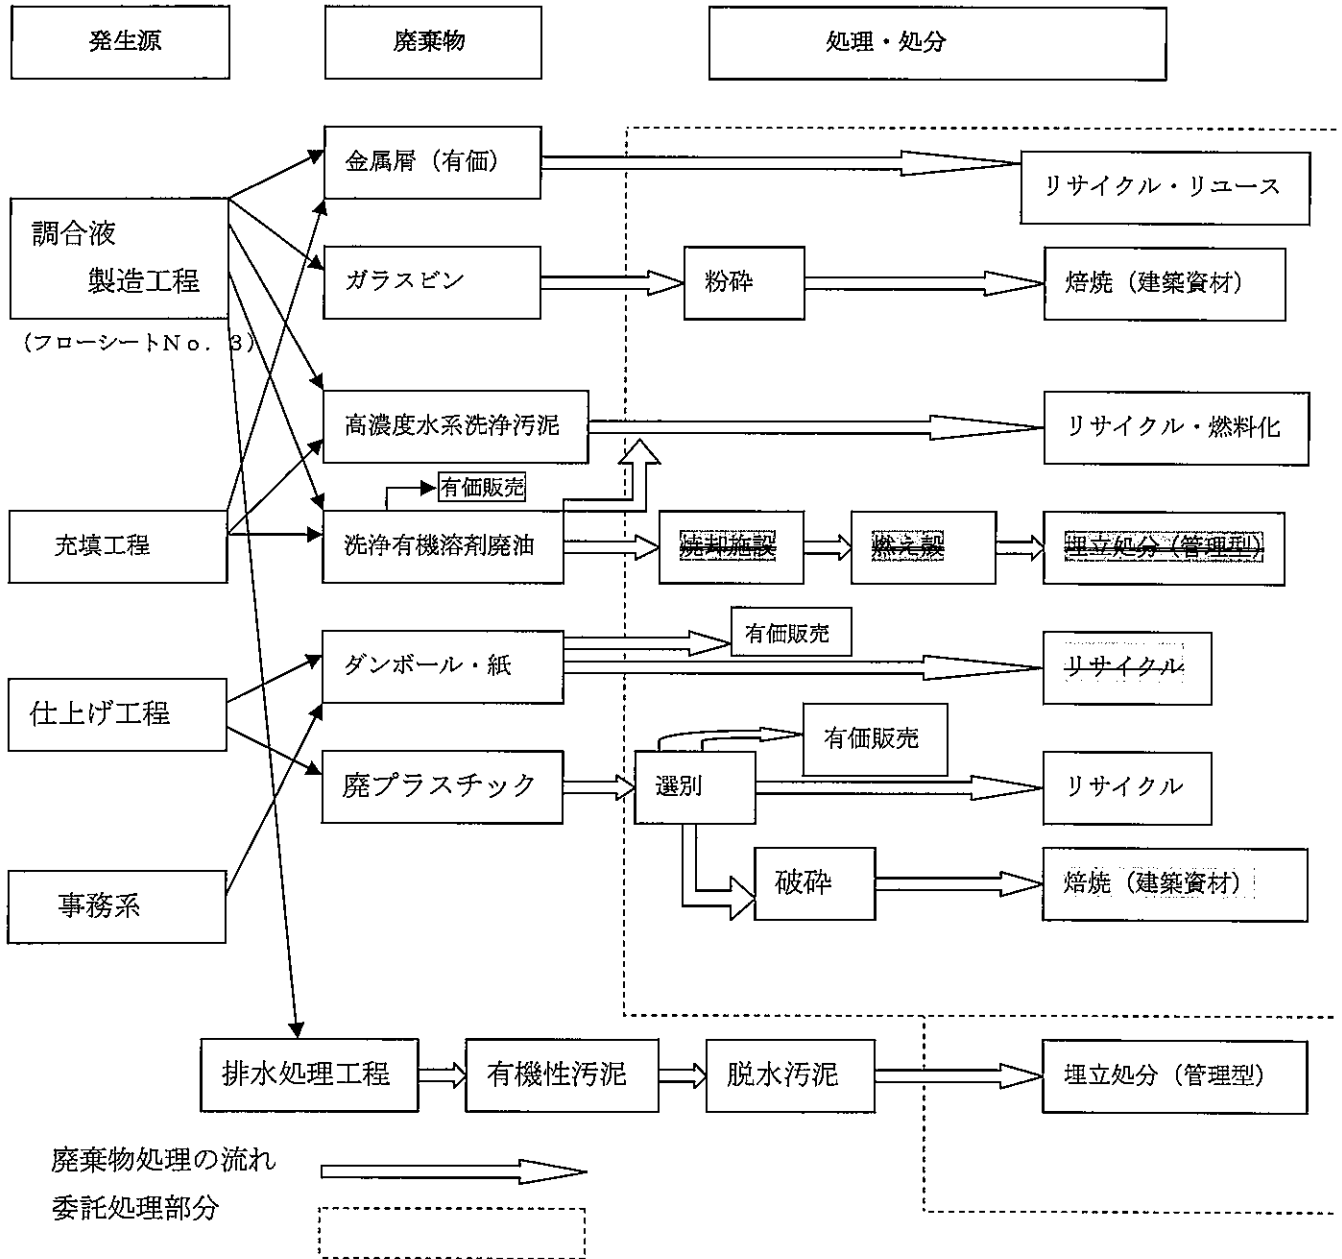 発生源
廃棄物
処理・処分
金属屑（有価）
リサイクル・リユース
調合液
製造工程
（フローシートＮｏ．３）
ガラスビン
粉砕
焙焼（建築資材）
高濃度水系洗浄汚泥
リサイクル・燃料化
有価販売
充填工程
洗浄有機溶剤廃油
焼却施設
燃え殻
埋立処分（管理型）
有価販売
ダンボール・紙
リサイクル
仕上げ工程
有価販売
廃プラスチック
選別
リサイクル
事務系
破砕
焙焼（建築資材）
排水処理工程
有機性汚泥
脱水汚泥
埋立処分（管理型）
廃棄物処理の流れ
委託処理部分